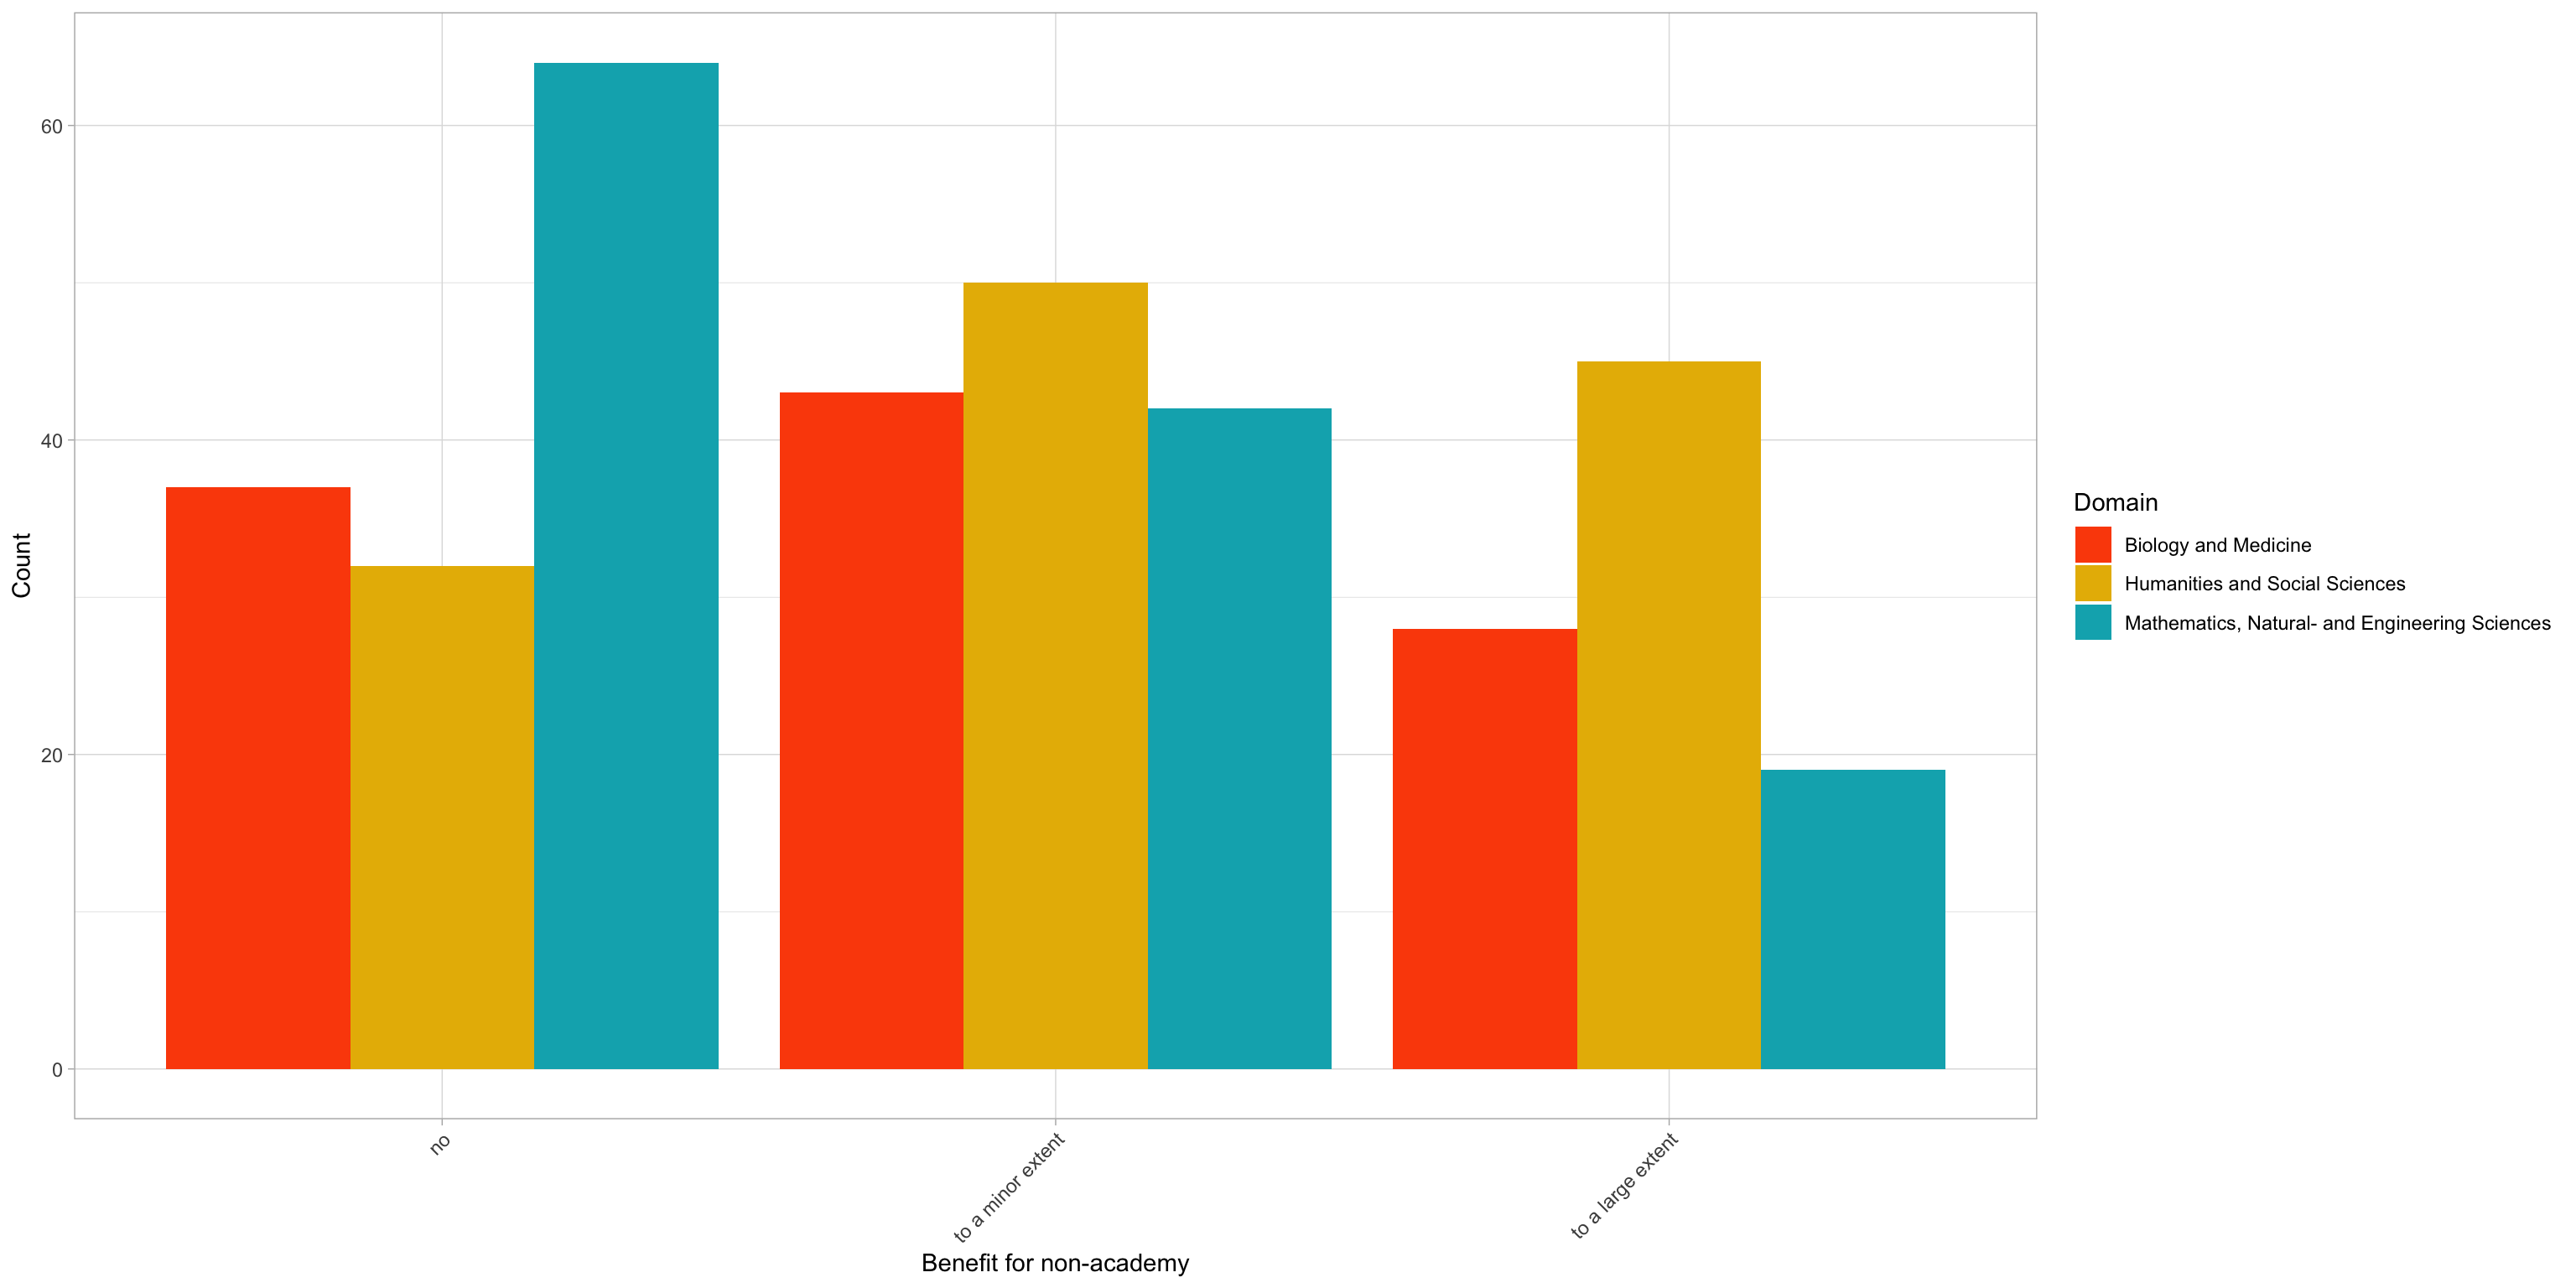 60
40
20
0
Count
no
to a minor extent
to a large extent
Benefit for non-academy
Domain
Biology and Medicine
Humanities and Social Sciences
Mathematics, Natural- and Engineering Sciences